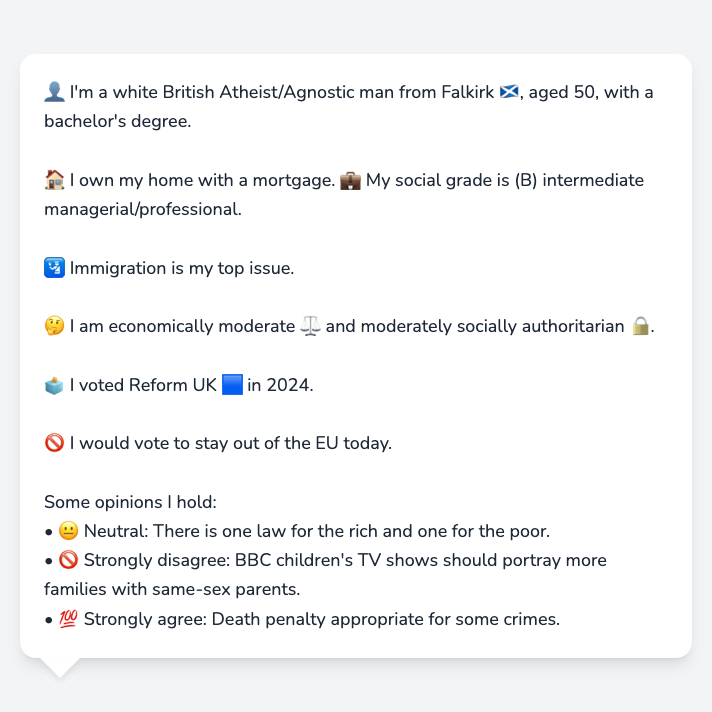 👤 I'm a white British Atheist/Agnostic man from Falkirk 🏴󠁧󠁢󠁳󠁣󠁴󠁿, aged 50, with a
bachelor's degree.
🏠 I own my home with a mortgage. 💼 My social grade is (B) intermediate
managerial/professional.
🛂 Immigration is my top issue.
🤔 I am economically moderate ⚖️ and moderately socially authoritarian 🔒.
🗳️ I voted Reform UK 🟦 in 2024.
🚫 I would vote to stay out of the EU today.
Some opinions I hold:
• 😐 Neutral: There is one law for the rich and one for the poor.
• 🚫 Strongly disagree: BBC children's TV shows should portray more
families with same-sex parents.
• 💯 Strongly agree: Death penalty appropriate for some crimes.